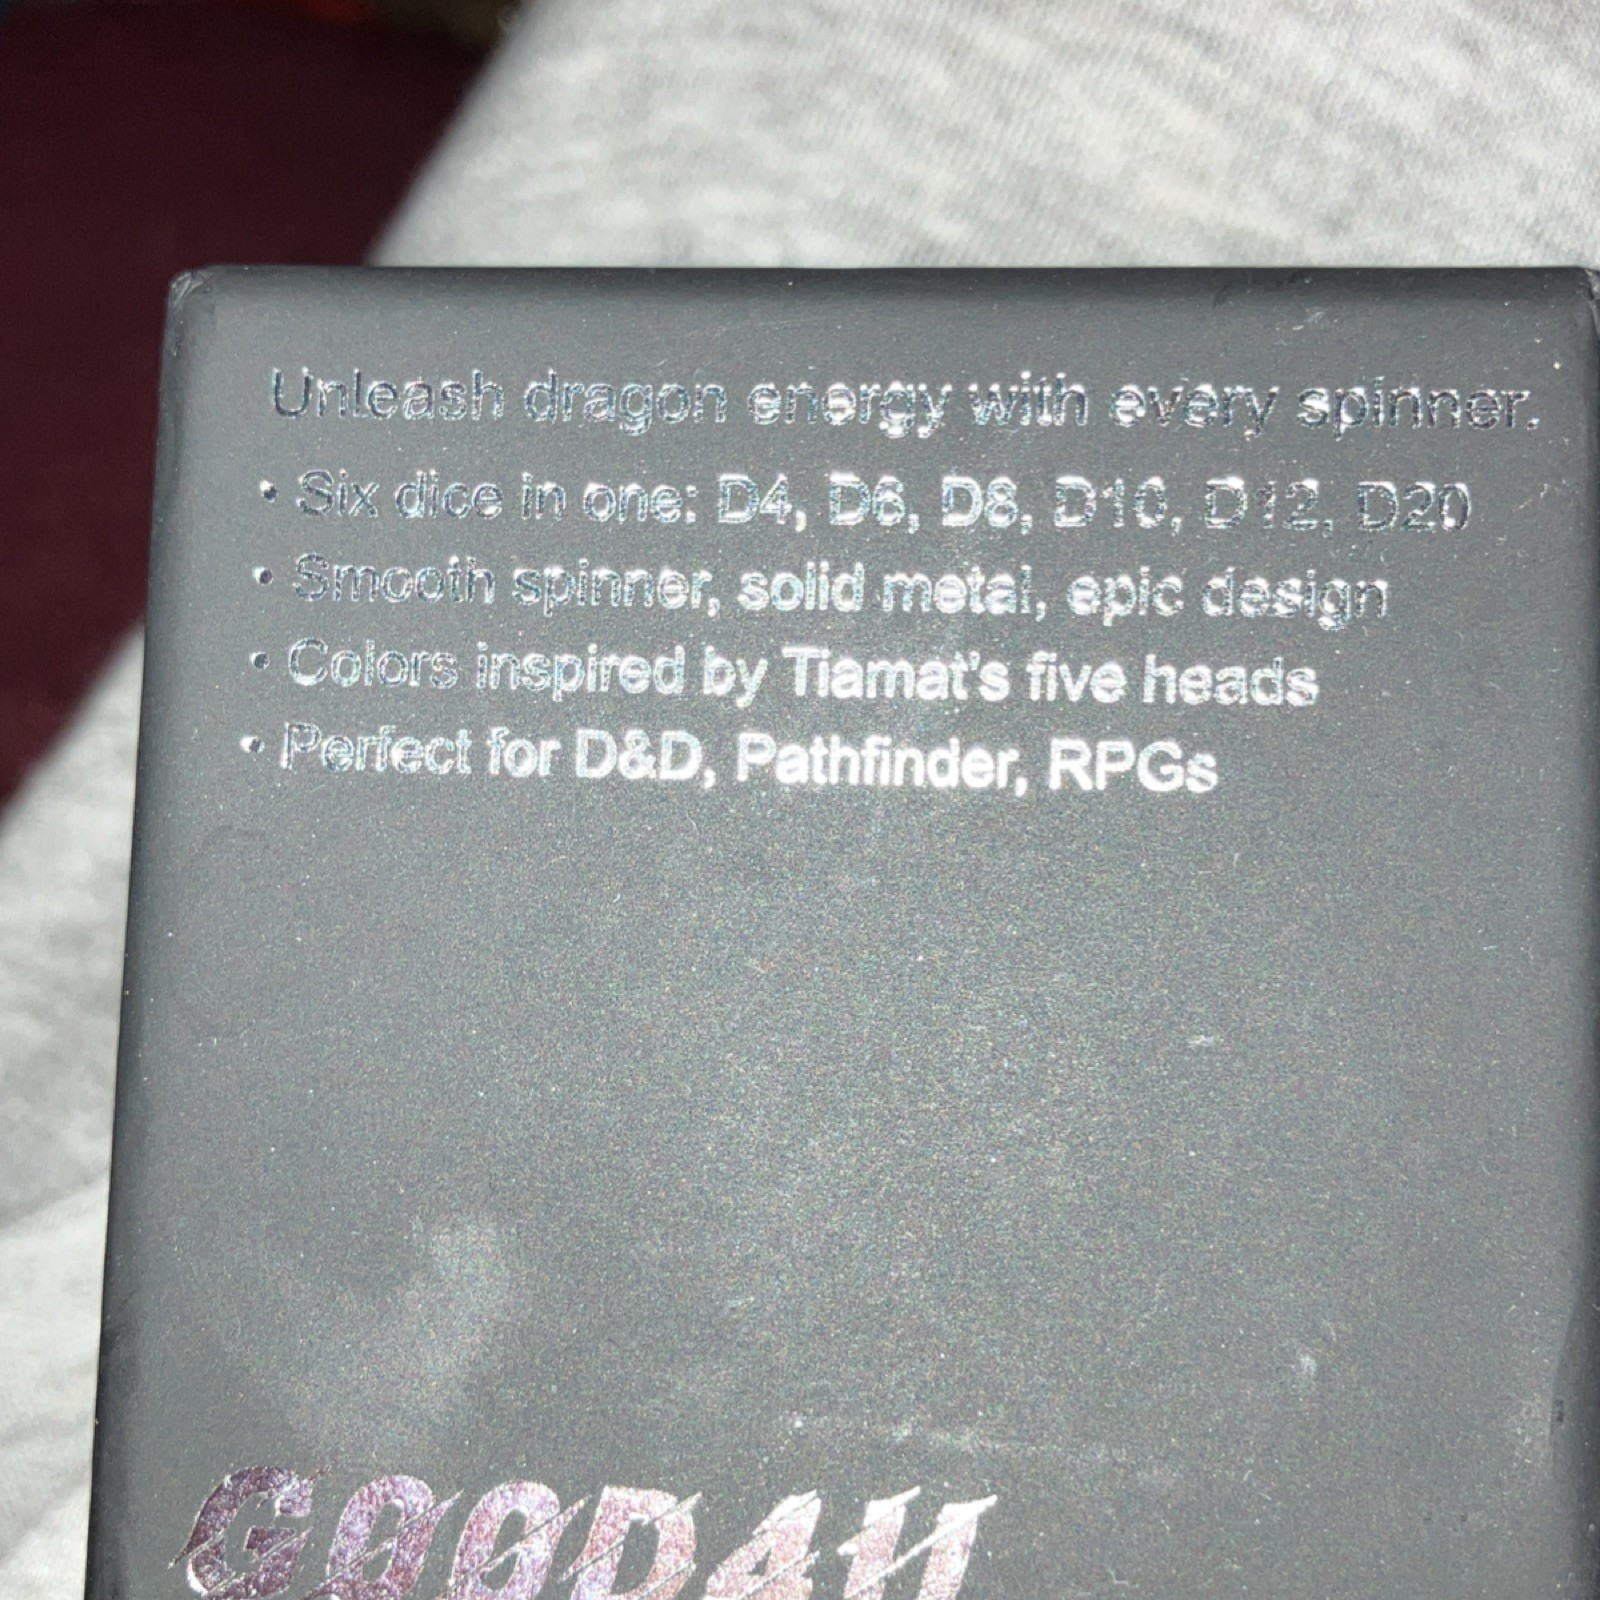 Unleash dragon energy with every spinner.
• Six dice in one: D4, D6, D8, D10, D12, D20
• Smooth spinner, solid metal, epic design
• Colors inspired by Tiamat's five heads
• Perfect for D&D, Pathfinder, RPGs